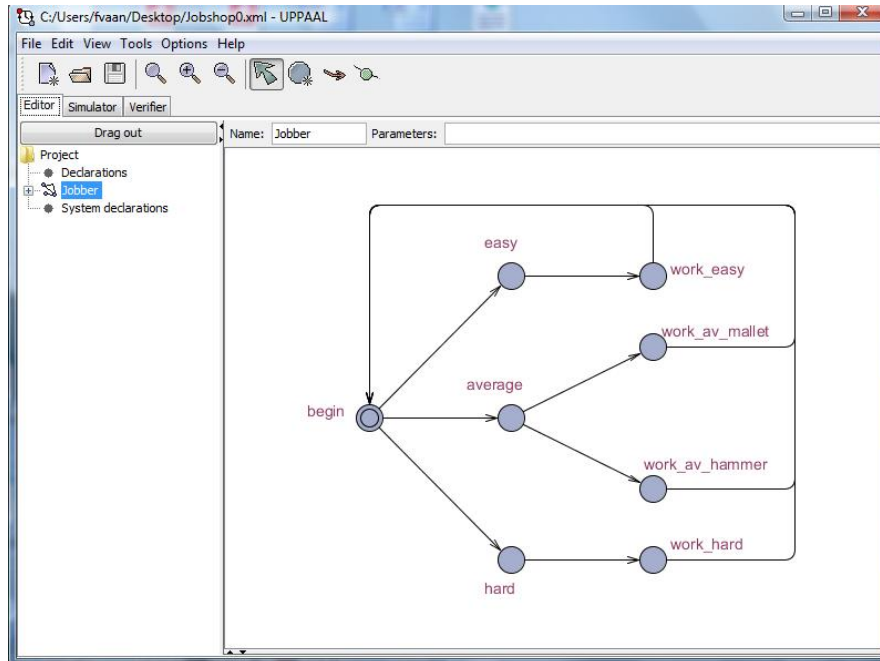 C:/Users/fvaan/Desktop/Jobshop0.xml - UPPAAL
File Edit View Tools Options Help
Editor Simulator Verifier
Drag out
Name: Jobber Parameters:
Project
Declarations
Jobber
System declarations
easy
work_easy
work_av_mallet
average
begin
work_av_hammer
work_hard
hard